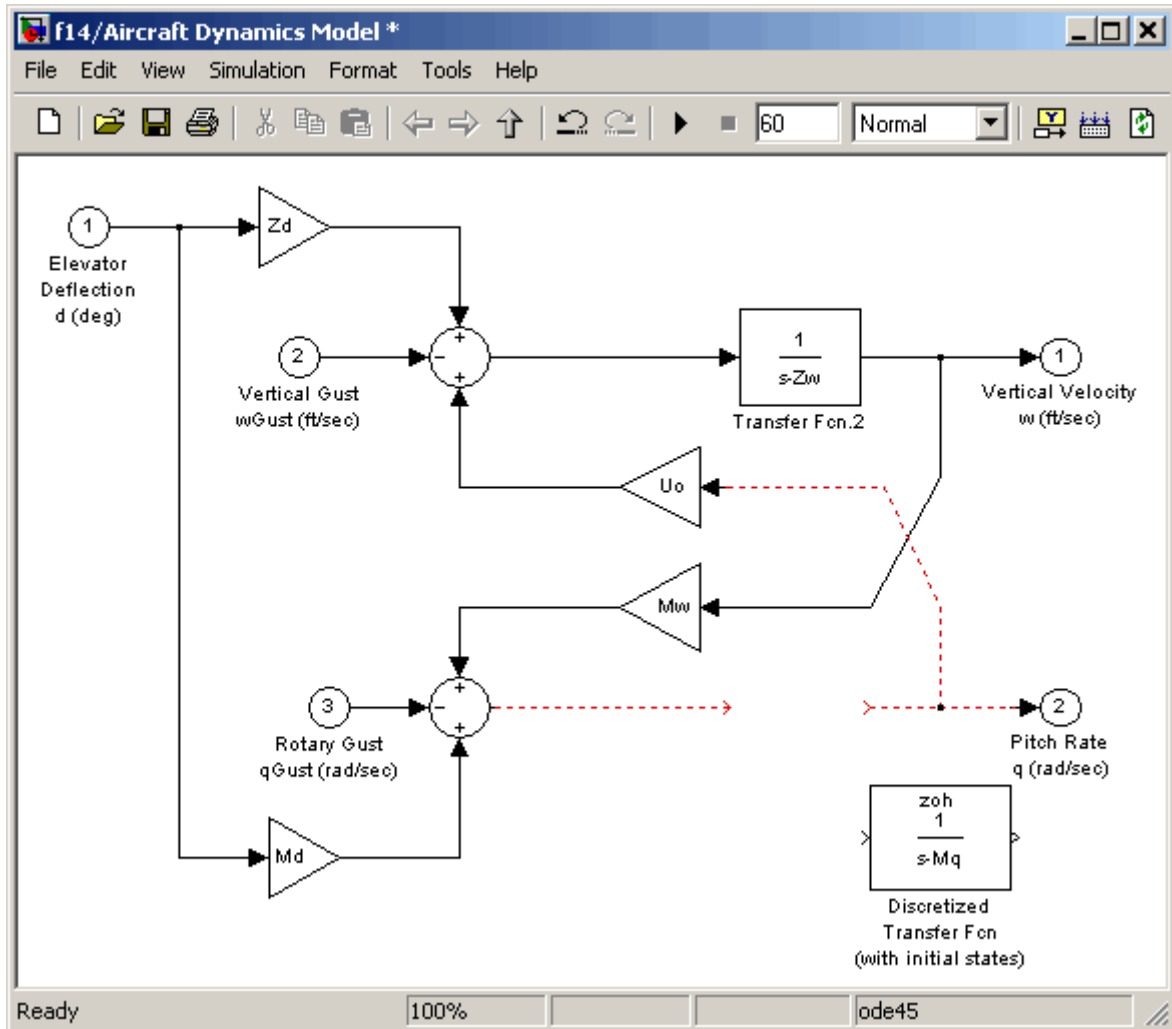 f14/Aircraft Dynamics Model *
File Edit View Simulation Format Tools Help
60 Normal
1
Elevator
Deflection
d (deg)
Zd
2
Vertical Gust
wGust (ft/sec)
+
−
+
1
s-Zw
Transfer Fcn.2
1
Vertical Velocity
w (ft/sec)
Uo
Mw
3
Rotary Gust
qGust (rad/sec)
+
−
+
2
Pitch Rate
q (rad/sec)
Md
zoh
1
s-Mq
Discretized
Transfer Fcn
(with initial states)
Ready 100% ode45